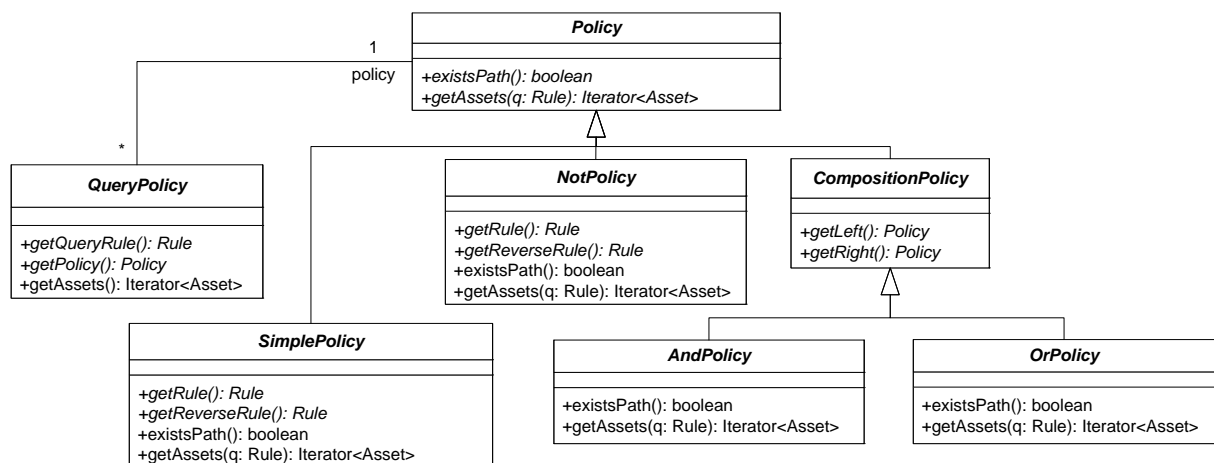 Policy
+existsPath(): boolean
+getAssets(q: Rule): Iterator<Asset>
1
policy
*
QueryPolicy
+getQueryRule(): Rule
+getPolicy(): Policy
+getAssets(): Iterator<Asset>
NotPolicy
+getRule(): Rule
+getReverseRule(): Rule
+existsPath(): boolean
+getAssets(q: Rule): Iterator<Asset>
CompositionPolicy
+getLeft(): Policy
+getRight(): Policy
SimplePolicy
+getRule(): Rule
+getReverseRule(): Rule
+existsPath(): boolean
+getAssets(q: Rule): Iterator<Asset>
AndPolicy
+existsPath(): boolean
+getAssets(q: Rule): Iterator<Asset>
OrPolicy
+existsPath(): boolean
+getAssets(q: Rule): Iterator<Asset>